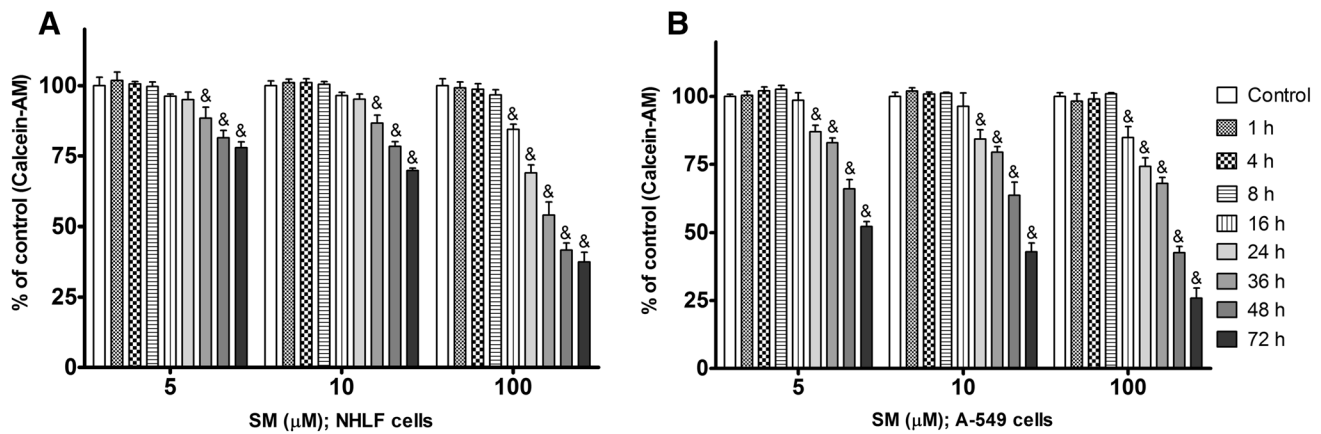 A
% of control (Calcein-AM)
100
75
50
25
0
& & &
& & &
& & & & &
5 10 100
SM (μM); NHLF cells
B
% of control (Calcein-AM)
100
75
50
25
0
& & & &
& & & &
& & & & &
5 10 100
SM (μM); A-549 cells
Control
1 h
4 h
8 h
16 h
24 h
36 h
48 h
72 h